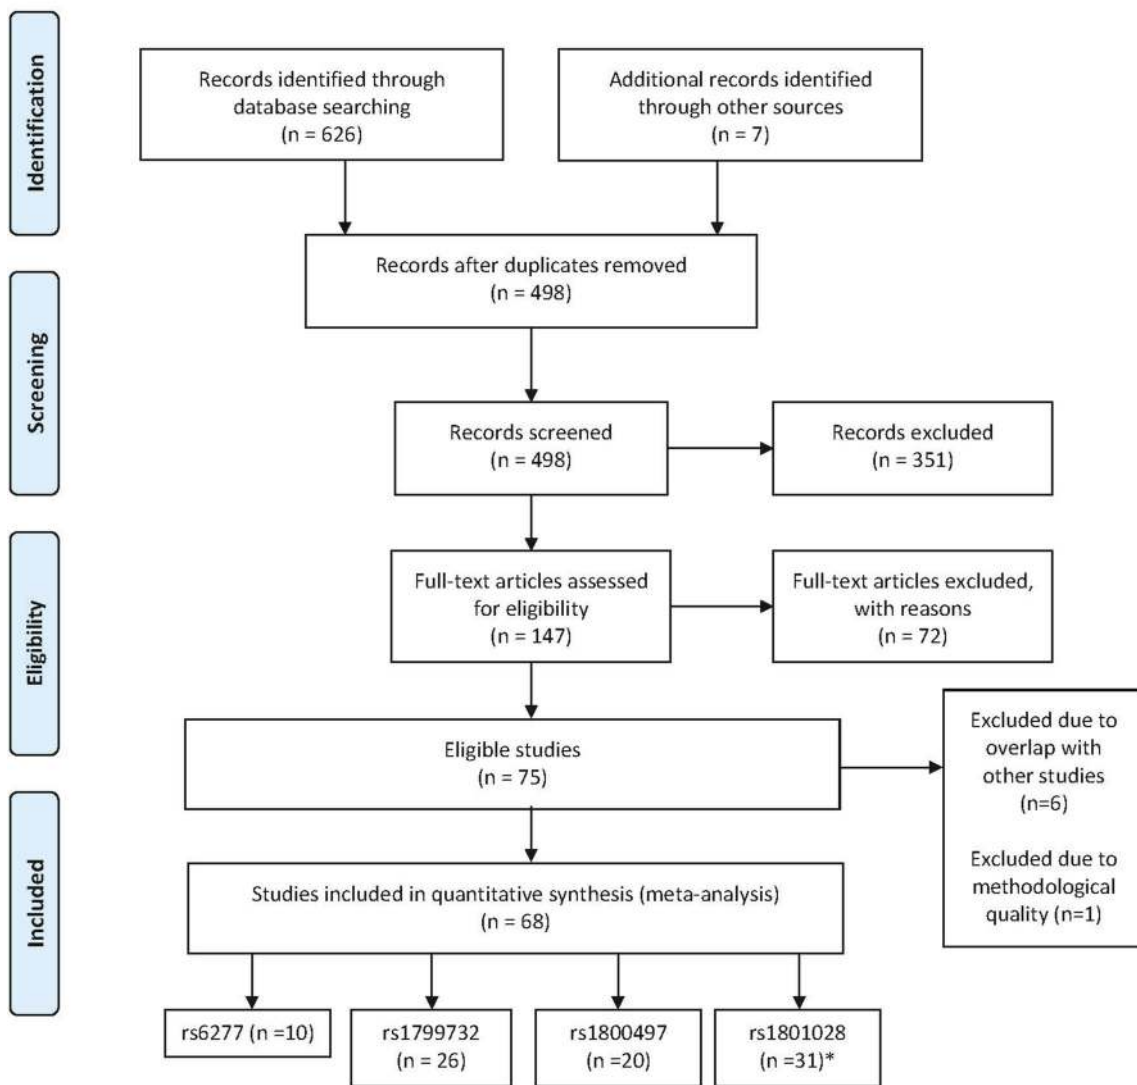 Identification
Records identified through
database searching
(n = 626)
Additional records identified
through other sources
(n = 7)
Records after duplicates removed
(n = 498)
Screening
Records screened
(n = 498)
Records excluded
(n = 351)
Eligibility
Full-text articles assessed
for eligibility
(n = 147)
Full-text articles excluded,
with reasons
(n = 72)
Eligible studies
(n = 75)
Excluded due to
overlap with
other studies
(n=6)
Excluded due to
methodological
quality (n=1)
Included
Studies included in quantitative synthesis (meta-analysis)
(n = 68)
rs6277 (n =10)
rs1799732
(n = 26)
rs1800497
(n =20)
rs1801028
(n =31)*